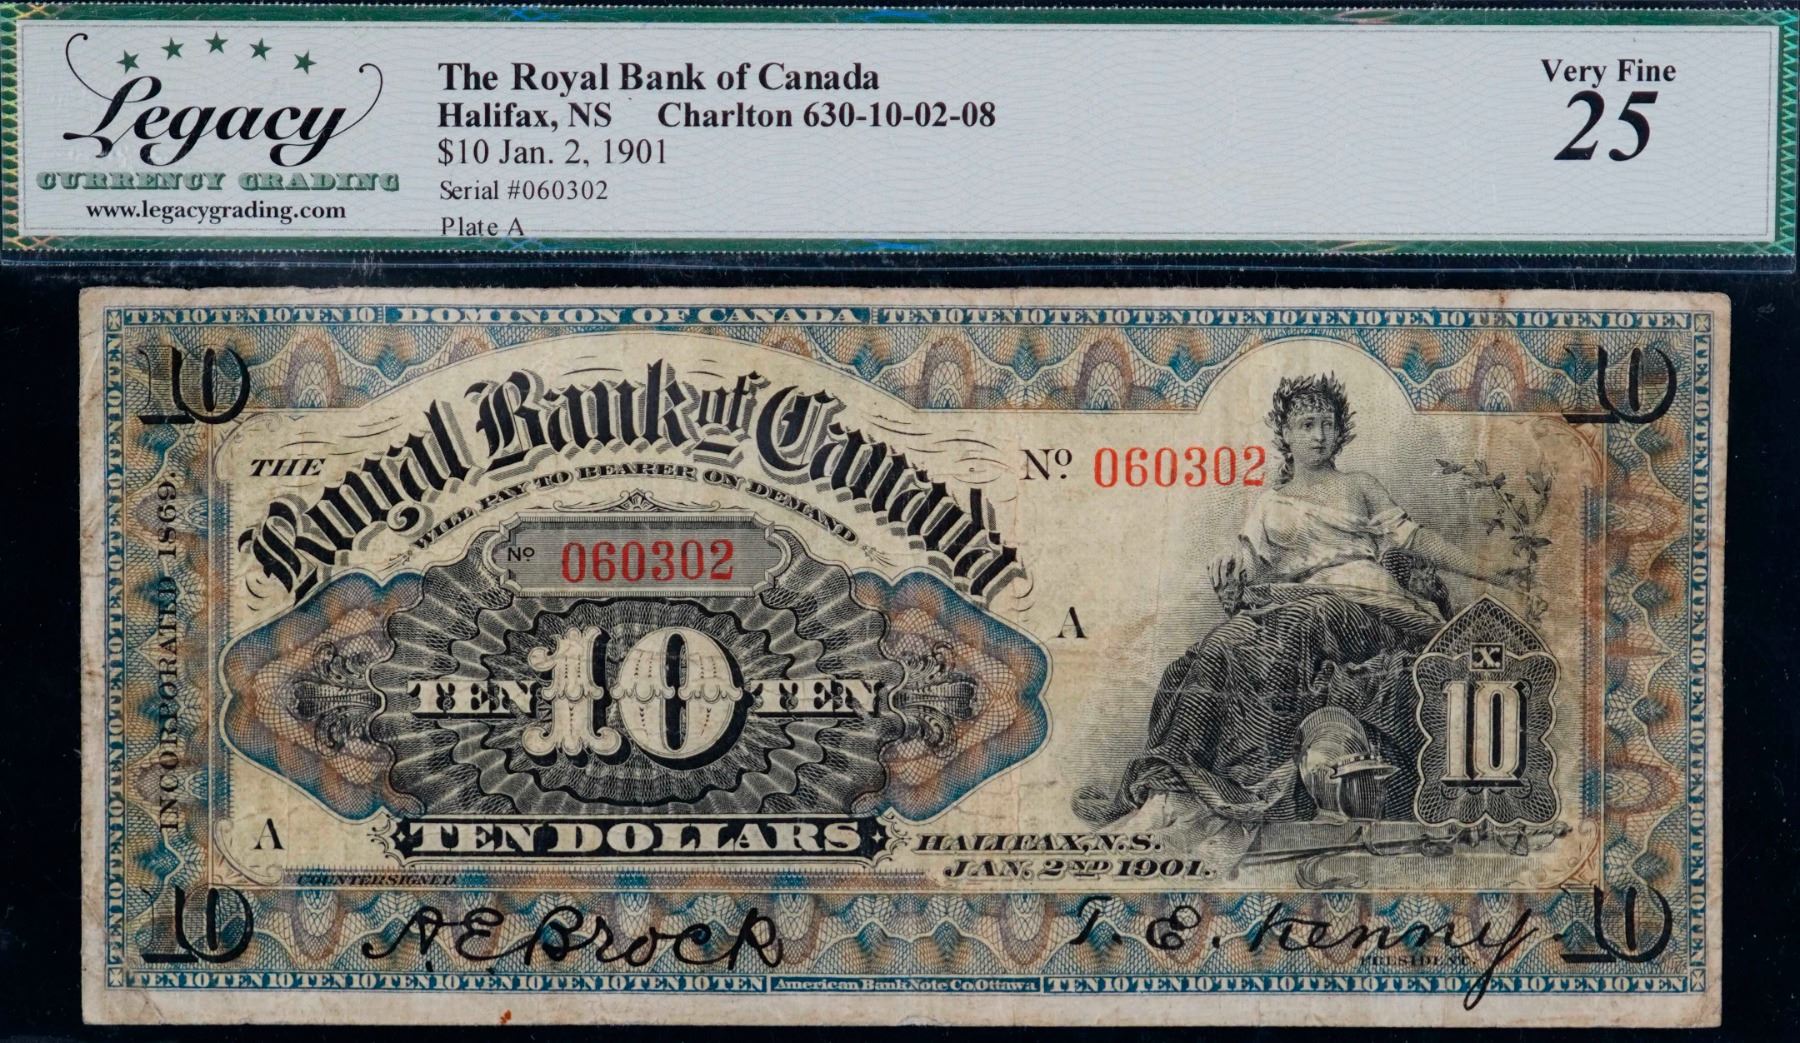 Legacy
CURRENCY GRADING
www.legacygrading.com
The Royal Bank of Canada
Halifax, NS Charlton 630-10-02-08
$10 Jan. 2, 1901
Serial #060302
Plate A
Very Fine
25
TEN10TEN10TEN10 DOMINION OF CANADA TEN10TEN10TEN10TEN10TEN10TEN10TEN10TEN10TEN10TEN
10
10
THE Royal Bank of Canada
WILL PAY TO BEARER ON DEMAND
Nº 060302
Nº 060302
INCORPORATED 1869.
A
TEN 10 TEN
X
10
A
TEN DOLLARS
HALIFAX, N.S.
JAN. 2ND 1901.
COUNTERSIGNED
10
A E Brock
T. E. Kenny.
PRESIDENT.
10
American Bank Note Co. Ottawa